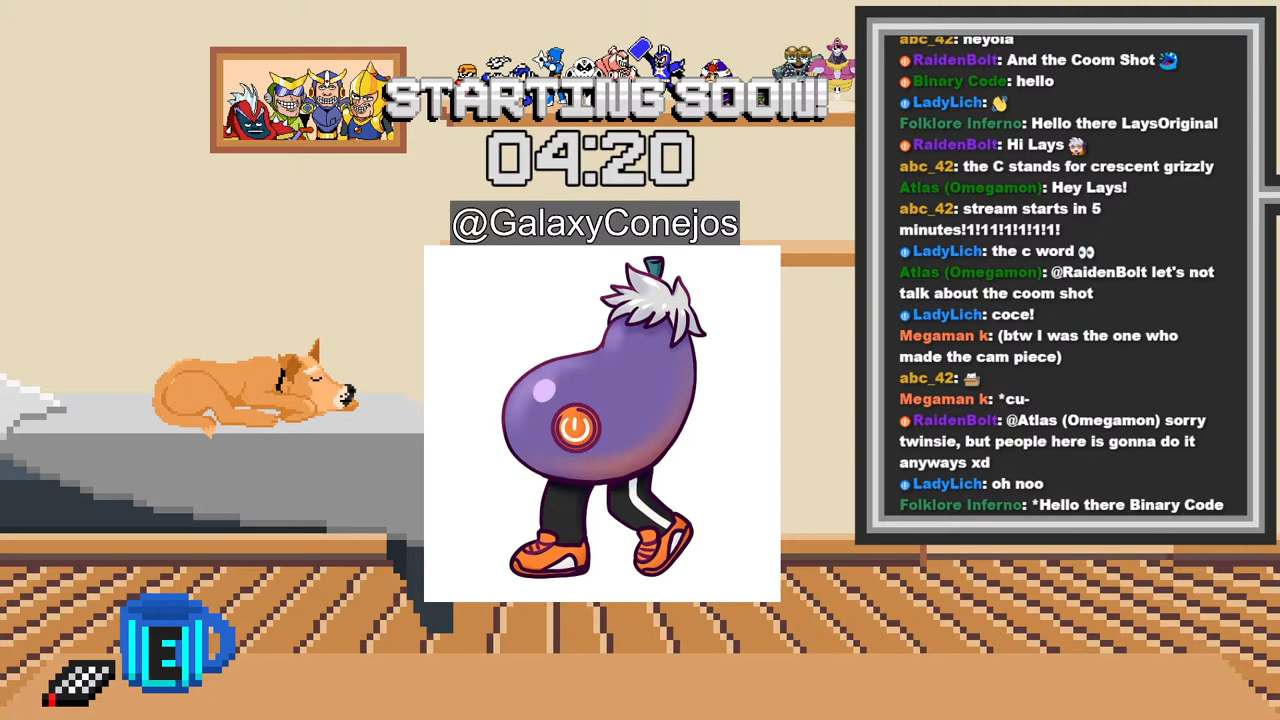 STARTING SOON!
04:20
@GalaxyConejos
E
abc_42: heyola
RaidenBolt: And the Coom Shot
Binary Code: hello
LadyLich:
Folklore Inferno: Hello there LaysOriginal
RaidenBolt: Hi Lays
abc_42: the C stands for crescent grizzly
Atlas (Omegamon): Hey Lays!
abc_42: stream starts in 5
minutes!1!11!1!1!1!1!
LadyLich: the c word 👀
Atlas (Omegamon): @RaidenBolt let's not
talk about the coom shot
LadyLich: coce!
Megaman k: (btw I was the one who
made the cam piece)
abc_42:
Megaman k: *cu-
RaidenBolt: @Atlas (Omegamon) sorry
twinsie, but people here is gonna do it
anyways xd
LadyLich: oh noo
Folklore Inferno: *Hello there Binary Code